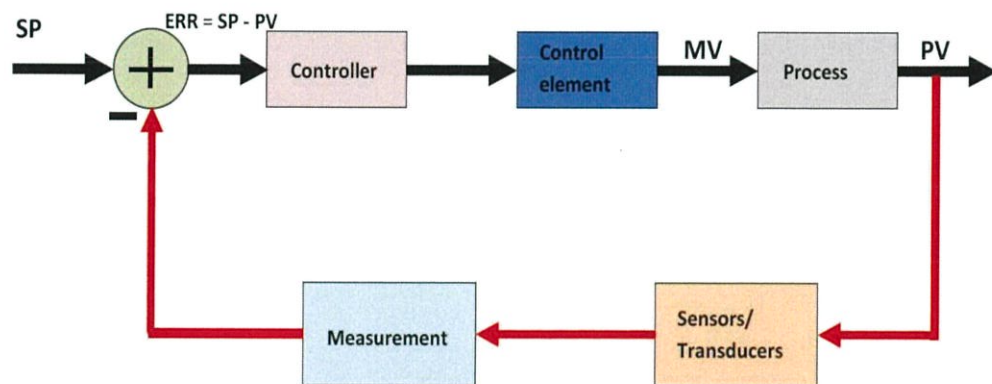 SP
ERR = SP - PV
Controller
Control
element
MV
Process
PV
Measurement
Sensors/
Transducers